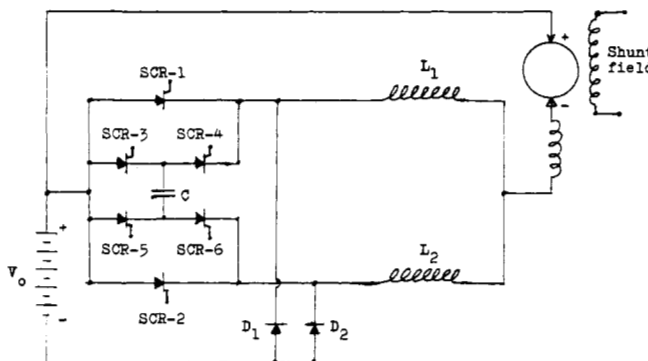 +
Shunt
field
-
L1
SCR-1
SCR-3
SCR-4
C
+
SCR-5
SCR-6
L2
Vo
SCR-2
-
D1
D2